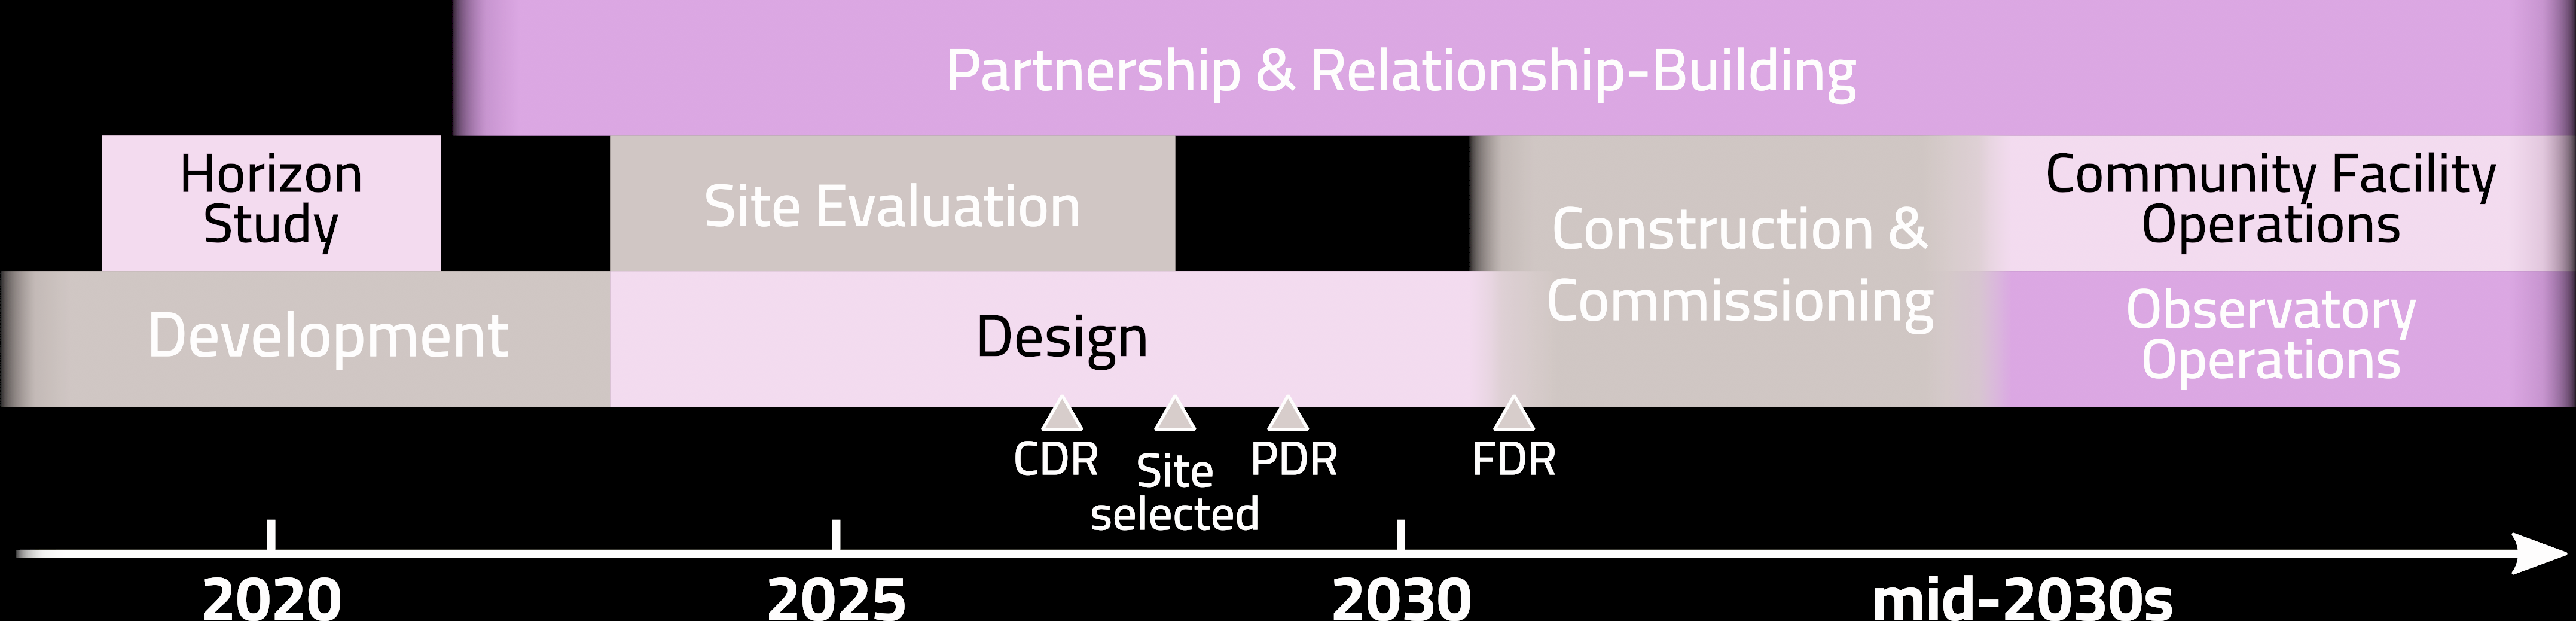 Partnership & Relationship-Building
Horizon
Study
Site Evaluation
Construction &
Commissioning
Community Facility
Operations
Development
Design
Observatory
Operations
CDR
Site
selected
PDR
FDR
2020
2025
2030
mid-2030s